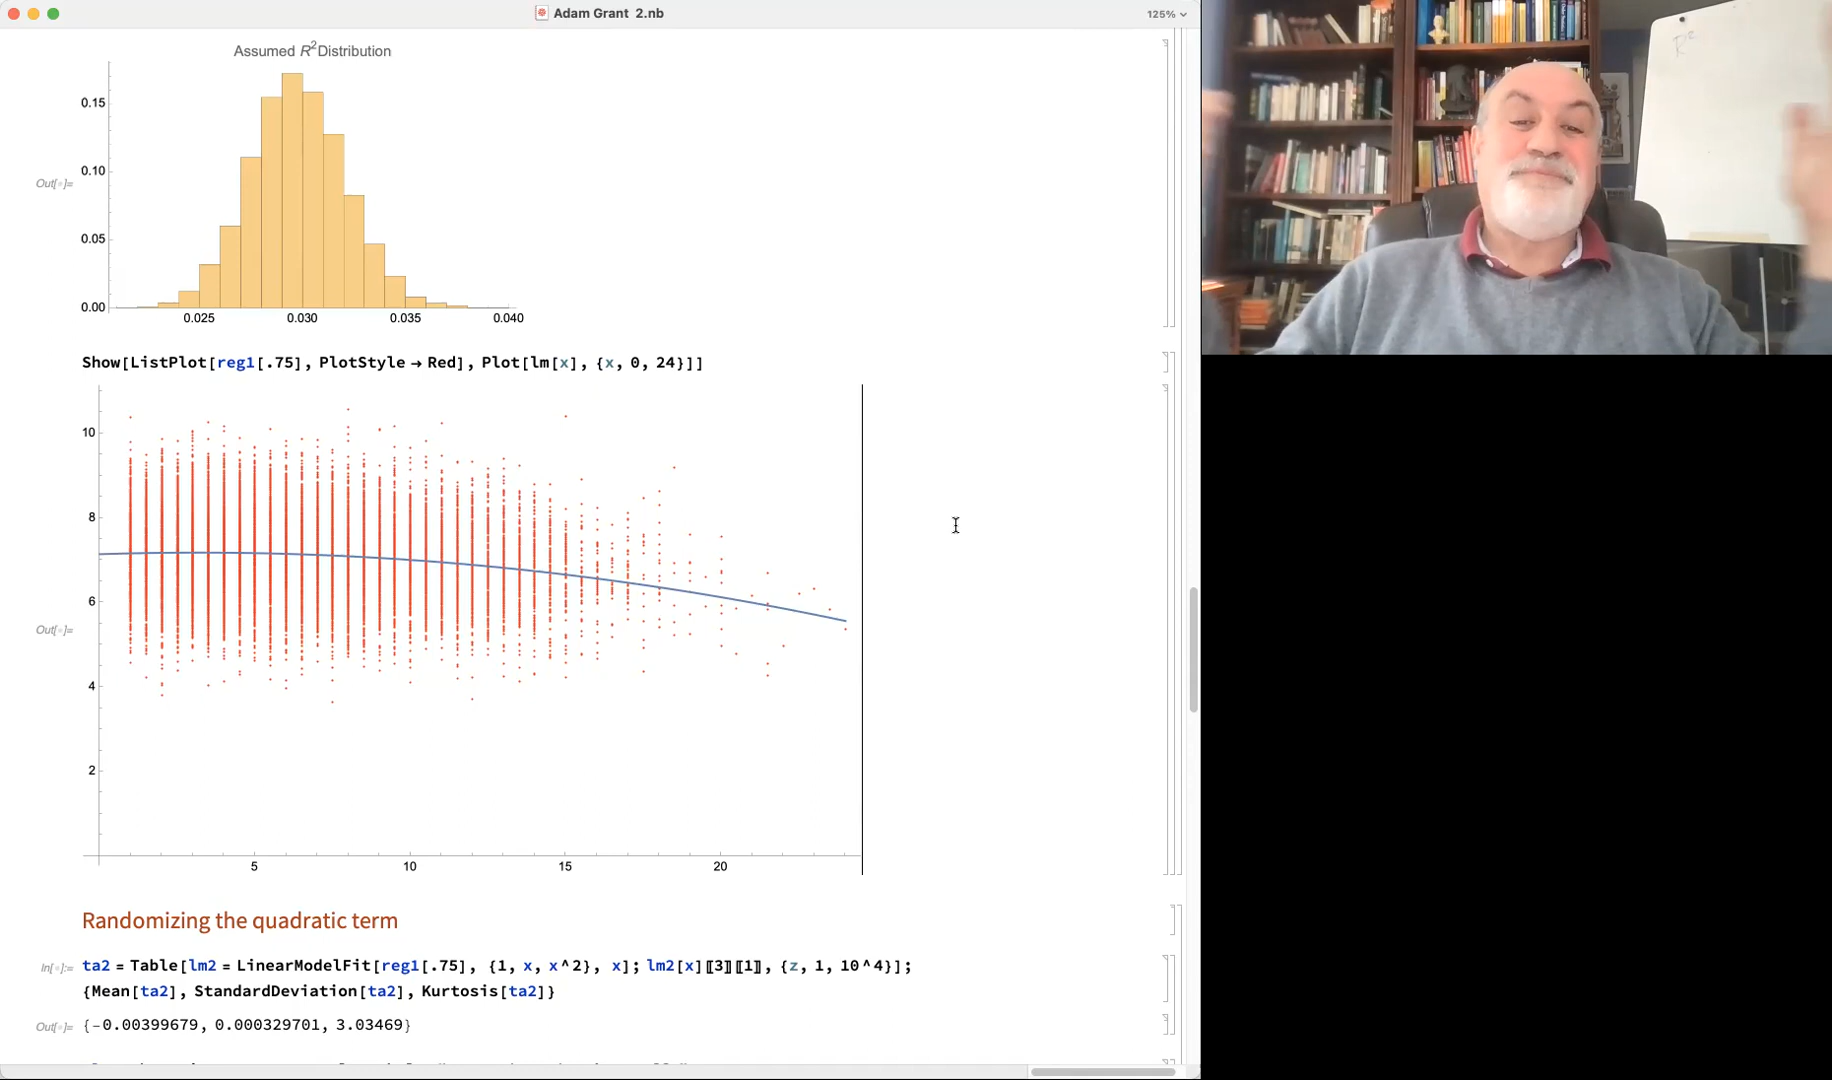 Adam Grant 2.nb
125%
Assumed R2 Distribution
0.15
0.10
Out[◦]=
0.05
0.00
0.025 0.030 0.035 0.040
Show[ListPlot[reg1[.75], PlotStyle → Red], Plot[lm[x], {x, 0, 24}]]
10
8
6
Out[◦]=
4
2
5 10 15 20
Randomizing the quadratic term
In[◦]:= ta2 = Table[lm2 = LinearModelFit[reg1[.75], {1, x, x^2}, x]; lm2[x]〚3〛〚1〛, {z, 1, 10^4}];
{Mean[ta2], StandardDeviation[ta2], Kurtosis[ta2]}
Out[◦]= {-0.00399679, 0.000329701, 3.03469}